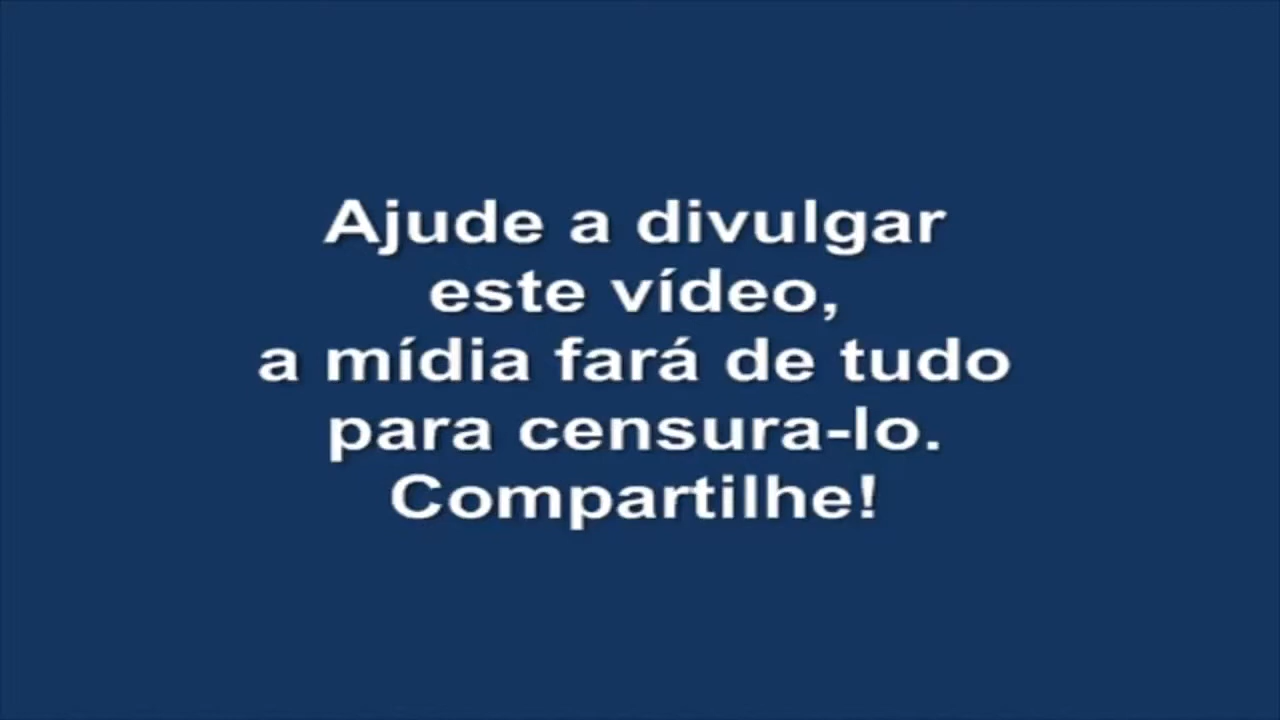 Ajude a divulgar
este vídeo,
a mídia fará de tudo
para censura-lo.
Compartilhe!